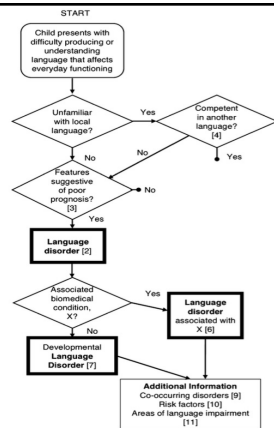 START
Child presents with
difficulty producing or
understanding
language that affects
everyday functioning
Unfamiliar
with local
language?
Yes
Competent
in another
language?
[4]
No
No
Yes
Features
suggestive
of poor
prognosis?
[3]
No
Yes
Language
disorder [2]
Associated
biomedical
condition,
X?
Yes
Language
disorder
associated with
X [6]
No
Developmental
Language
Disorder [7]
Additional Information
Co-occurring disorders [9]
Risk factors [10]
Areas of language impairment
[11]